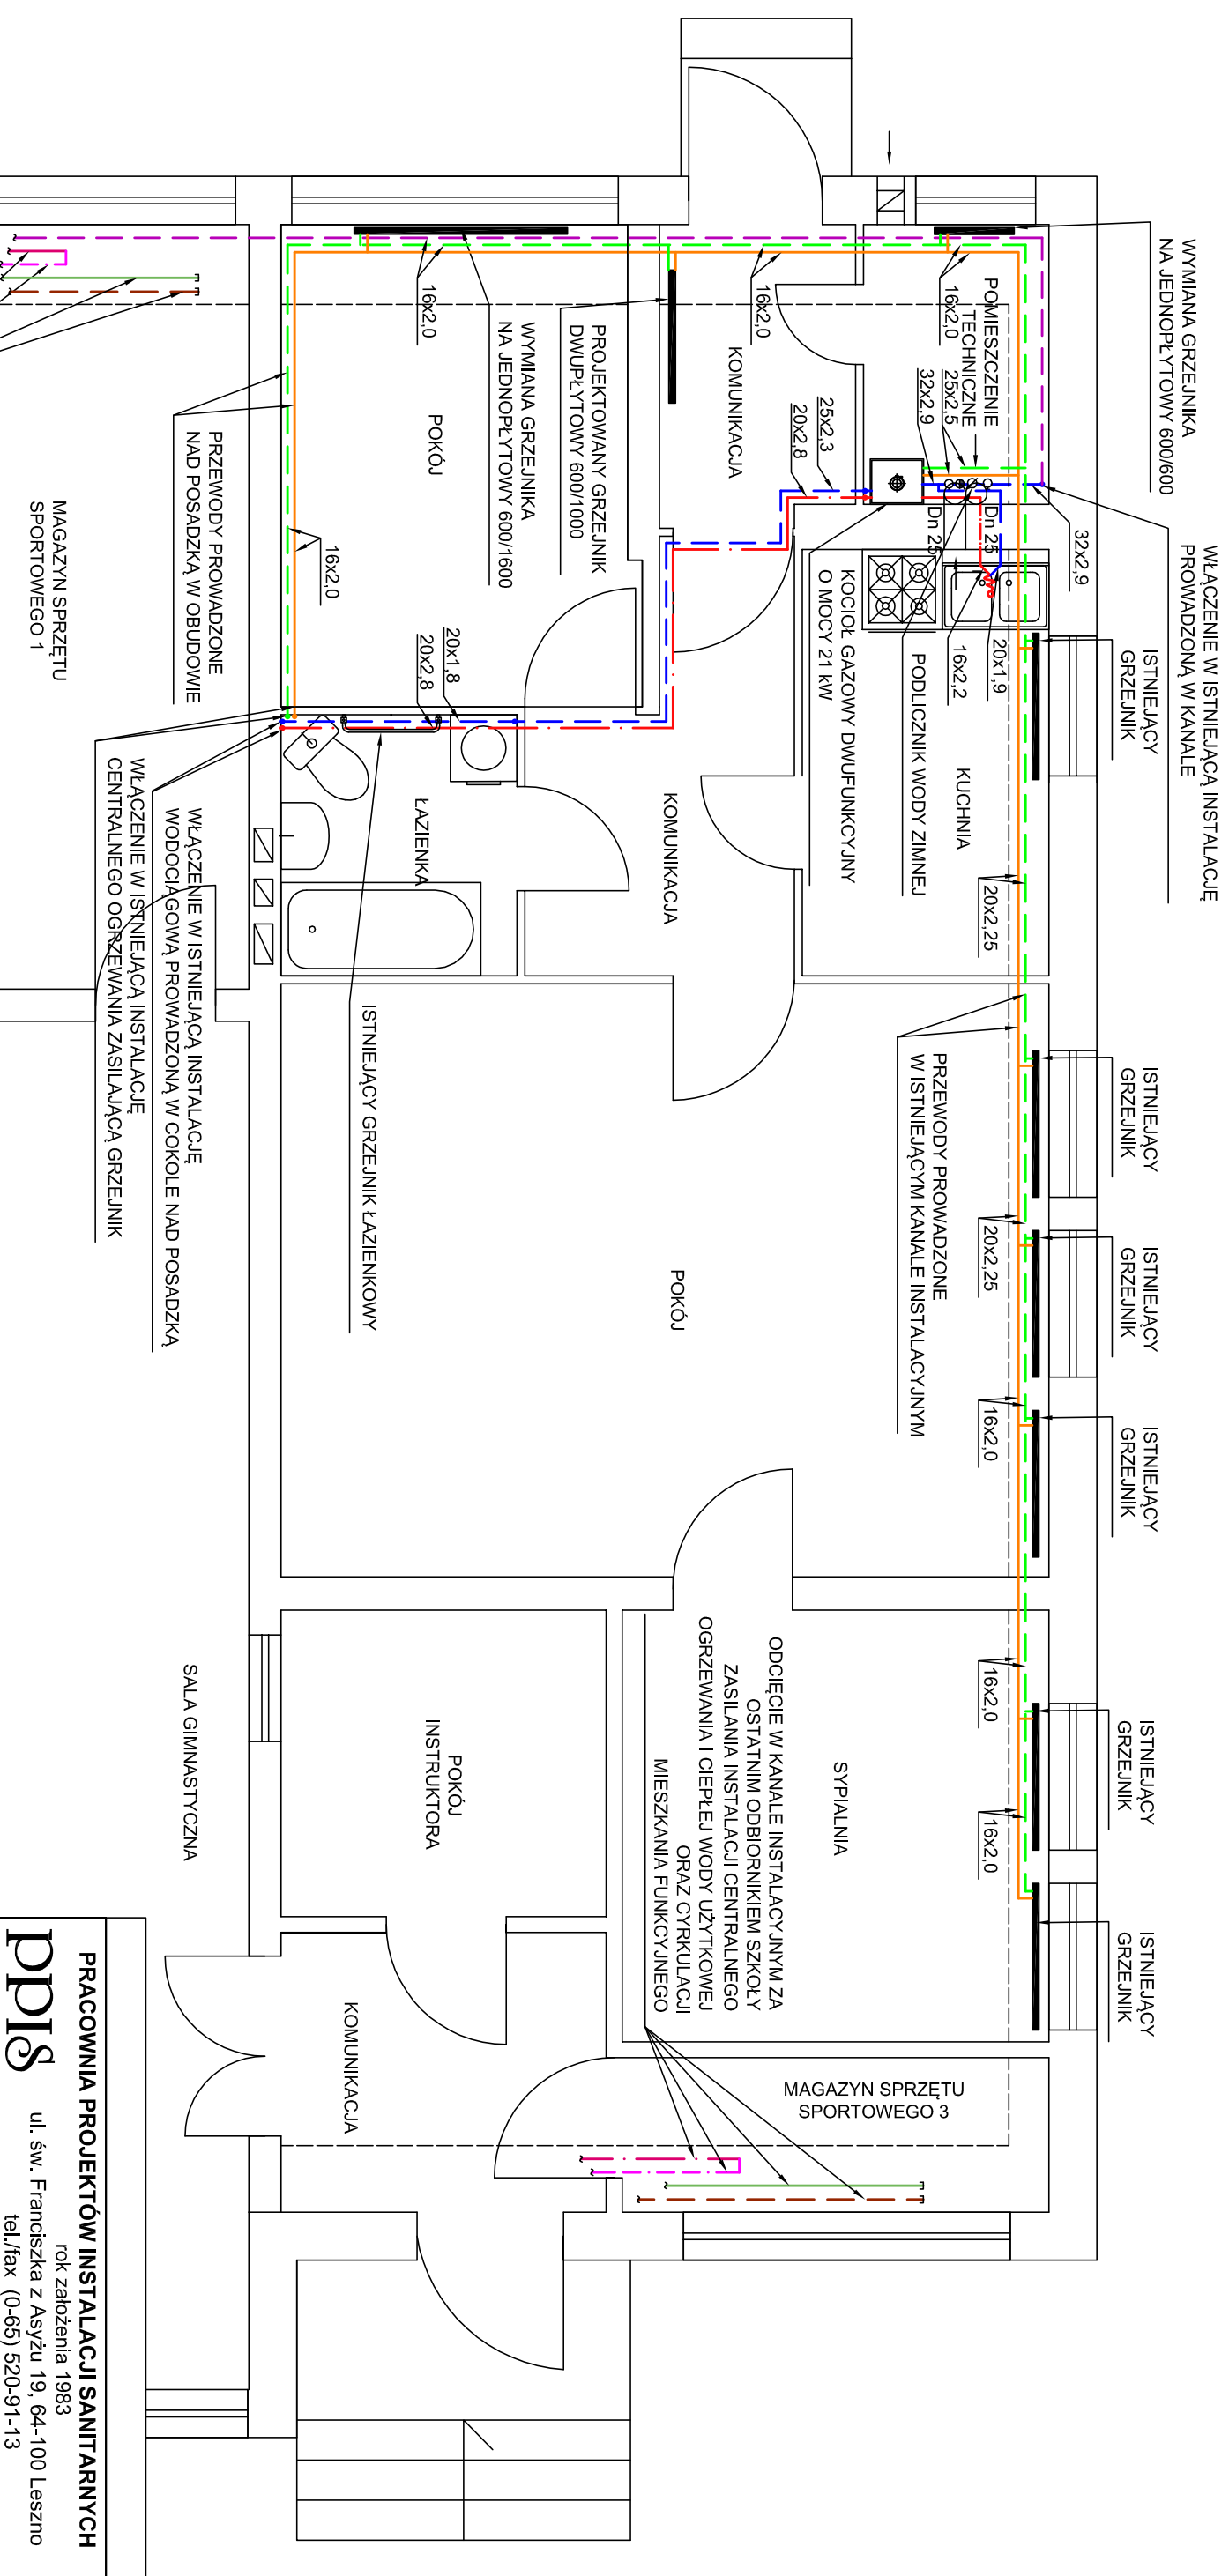 WYMIANA GRZEJNIKA
NA JEDNOPŁYTOWY 600/600
WŁĄCZENIE W ISTNIEJĄCĄ INSTALACJĘ
PROWADZONĄ W KANALE
32x2,9
ISTNIEJĄCY
GRZEJNIK
ISTNIEJĄCY
GRZEJNIK
ISTNIEJĄCY
GRZEJNIK
ISTNIEJĄCY
GRZEJNIK
ISTNIEJĄCY
GRZEJNIK
ISTNIEJĄCY
GRZEJNIK
POMIESZCZENIE
TECHNICZNE
16x2,0
25x2,5
32x2,9
Dn 25
Dn 25
20x1,9
16x2,2
KUCHNIA
20x2,25
PODLICZNIK WODY ZIMNEJ
KOCIOŁ GAZOWY DWUFUNKCYJNY
O MOCY 21 kW
PRZEWODY PROWADZONE
W ISTNIEJĄCYM KANALE INSTALACYJNYM
20x2,25
16x2,0
16x2,0
16x2,0
SYPIALNIA
ODCIĘCIE W KANALE INSTALACYJNYM ZA
OSTATNIM ODBIORNIKIEM SZKOŁY
ZASILANIA INSTALACJI CENTRALNEGO
OGRZEWANIA I CIEPŁEJ WODY UŻYTKOWEJ
ORAZ CYRKULACJI
MIESZKANIA FUNKCYJNEGO
MAGAZYN SPRZĘTU
SPORTOWEGO 3
16x2,0
KOMUNIKACJA
25x2,3
20x2,8
KOMUNIKACJA
POKÓJ
PROJEKTOWANY GRZEJNIK
DWUPŁYTOWY 600/1000
WYMIANA GRZEJNIKA
NA JEDNOPŁYTOWY 600/1600
16x2,0
POKÓJ
20x1,8
20x2,8
ŁAZIENKA
ISTNIEJĄCY GRZEJNIK ŁAZIENKOWY
16x2,0
POKÓJ
INSTRUKTORA
KOMUNIKACJA
PRZEWODY PROWADZONE
NAD POSADZKĄ W OBUDOWIE
WŁĄCZENIE W ISTNIEJĄCĄ INSTALACJĘ
WODOCIĄGOWĄ PROWADZONĄ W COKOLE NAD POSADZKĄ
WŁĄCZENIE W ISTNIEJĄCĄ INSTALACJĘ
CENTRALNEGO OGRZEWANIA ZASILAJĄCĄ GRZEJNIK
SALA GIMNASTYCZNA
MAGAZYN SPRZĘTU
SPORTOWEGO 1
PRACOWNIA PROJEKTÓW INSTALACJI SANITARNYCH
rok założenia 1983
PPIS
ul. św. Franciszka z Asyżu 19, 64-100 Leszno
tel./fax (0-65) 520-91-13